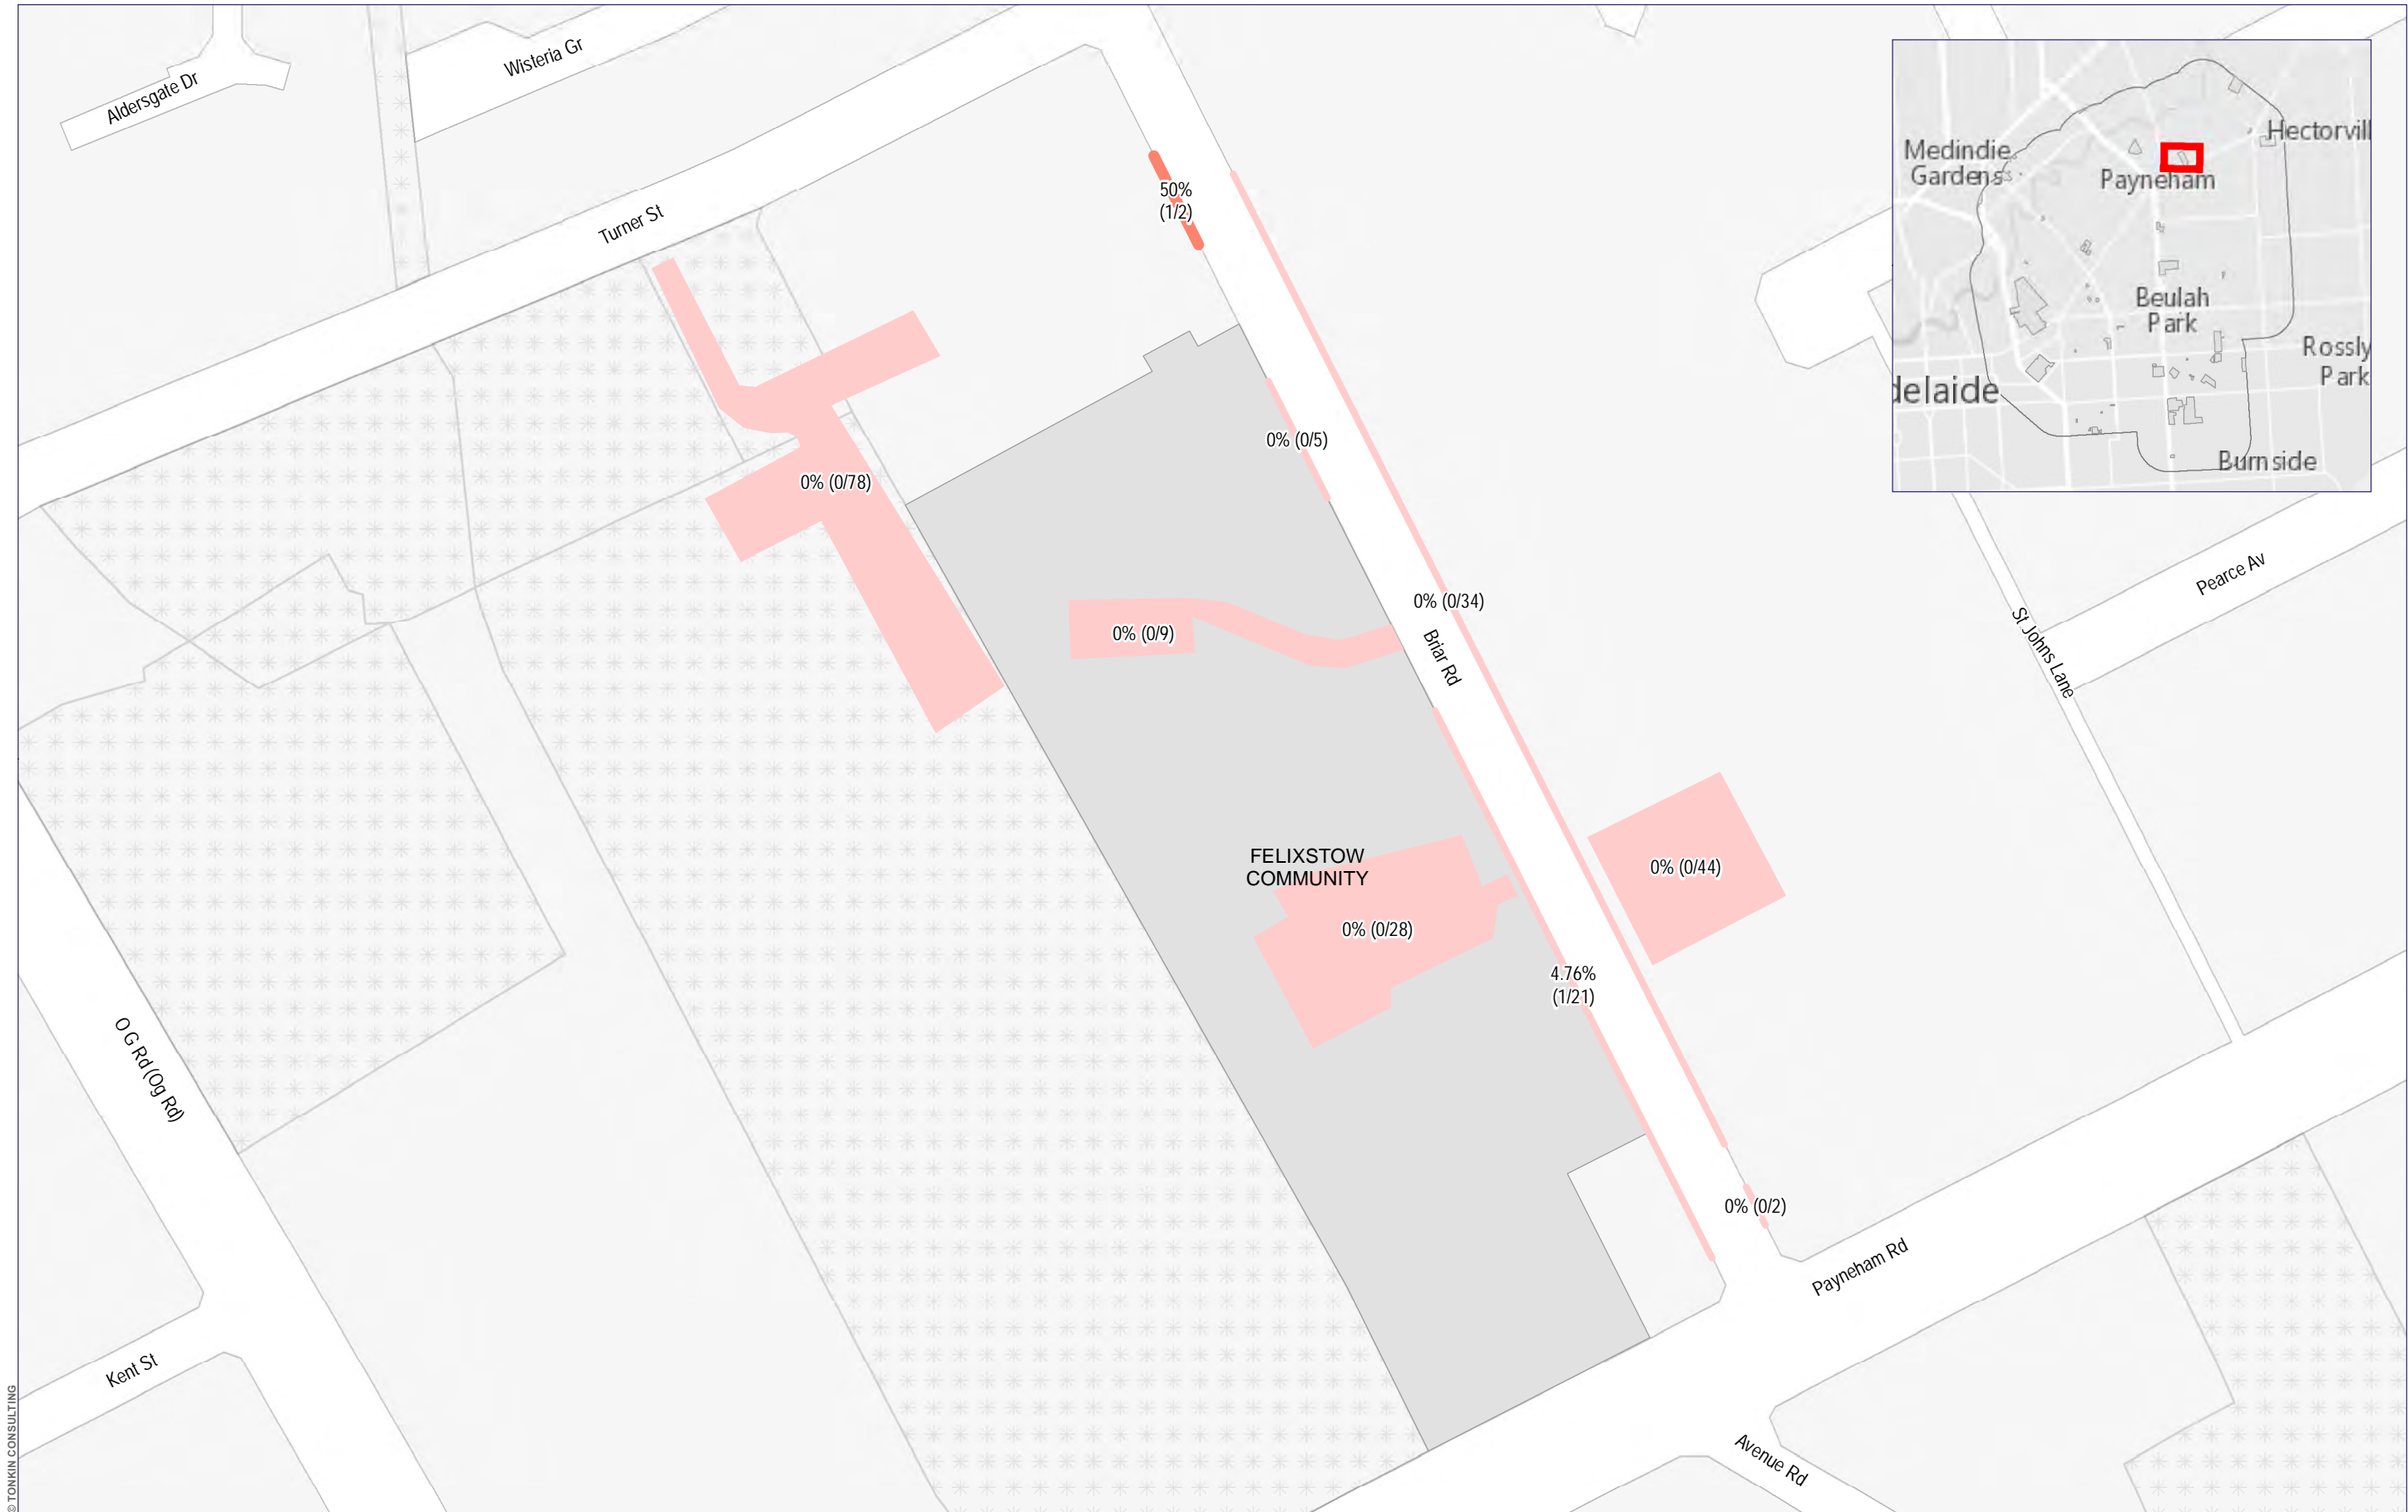 Aldersgate Dr
Wisteria Gr
Turner St
50%
(1/2)
0% (0/5)
0% (0/78)
0% (0/34)
0% (0/9)
Briar Rd
FELIXSTOW
COMMUNITY
0% (0/28)
0% (0/44)
4.76%
(1/21)
0% (0/2)
Payneham Rd
Avenue Rd
O G Rd (Og Rd)
Kent St
St Johns Lane
Pearce Av
Medindie
Gardens
Hectorvill
Payneham
Beulah
Park
Rossly
Park
delaide
Burnside
© TONKIN CONSULTING